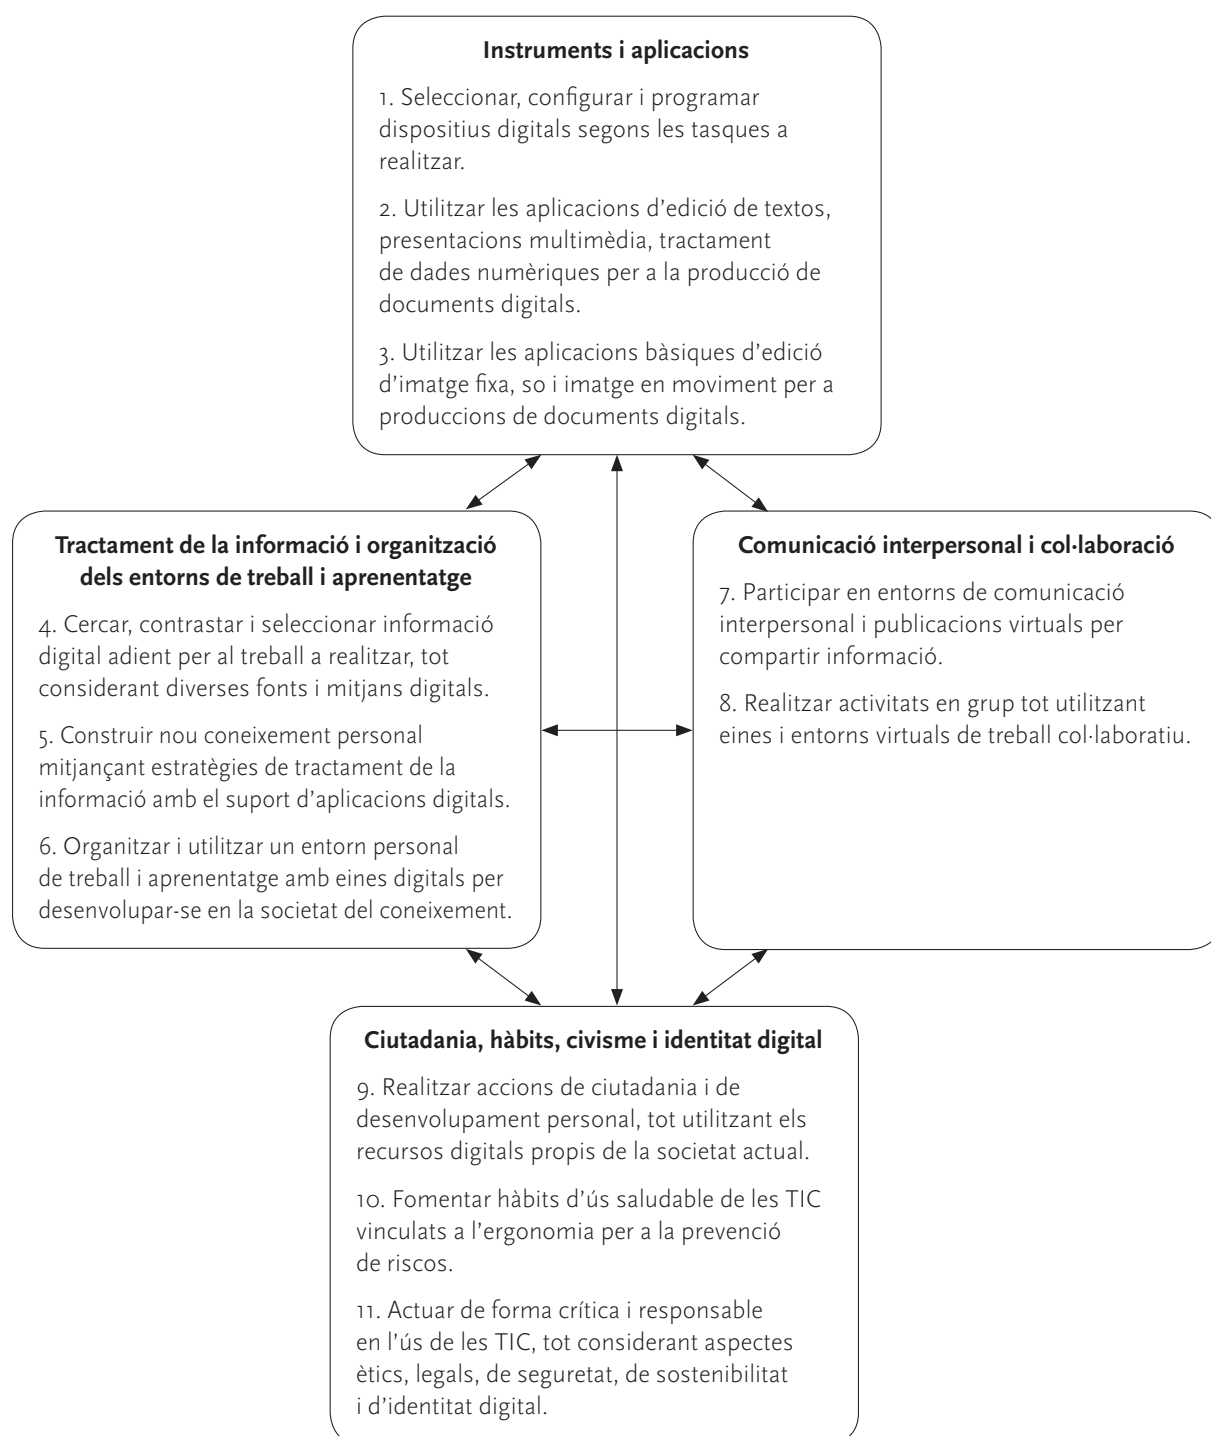 Instruments i aplicacions
1. Seleccionar, configurar i programar
dispositius digitals segons les tasques a
realitzar.
2. Utilitzar les aplicacions d’edició de textos,
presentacions multimèdia, tractament
de dades numèriques per a la producció de
documents digitals.
3. Utilitzar les aplicacions bàsiques d’edició
d’imatge fixa, so i imatge en moviment per a
produccions de documents digitals.
Tractament de la informació i organització
dels entorns de treball i aprenentatge
4. Cercar, contrastar i seleccionar informació
digital adient per al treball a realitzar, tot
considerant diverses fonts i mitjans digitals.
5. Construir nou coneixement personal
mitjançant estratègies de tractament de la
informació amb el suport d’aplicacions digitals.
6. Organitzar i utilitzar un entorn personal
de treball i aprenentatge amb eines digitals per
desenvolupar-se en la societat del coneixement.
Comunicació interpersonal i col·laboració
7. Participar en entorns de comunicació
interpersonal i publicacions virtuals per
compartir informació.
8. Realitzar activitats en grup tot utilitzant
eines i entorns virtuals de treball col·laboratiu.
Ciutadania, hàbits, civisme i identitat digital
9. Realitzar accions de ciutadania i de
desenvolupament personal, tot utilitzant els
recursos digitals propis de la societat actual.
10. Fomentar hàbits d’ús saludable de les TIC
vinculats a l’ergonomia per a la prevenció
de riscos.
11. Actuar de forma crítica i responsable
en l’ús de les TIC, tot considerant aspectes
ètics, legals, de seguretat, de sostenibilitat
i d’identitat digital.